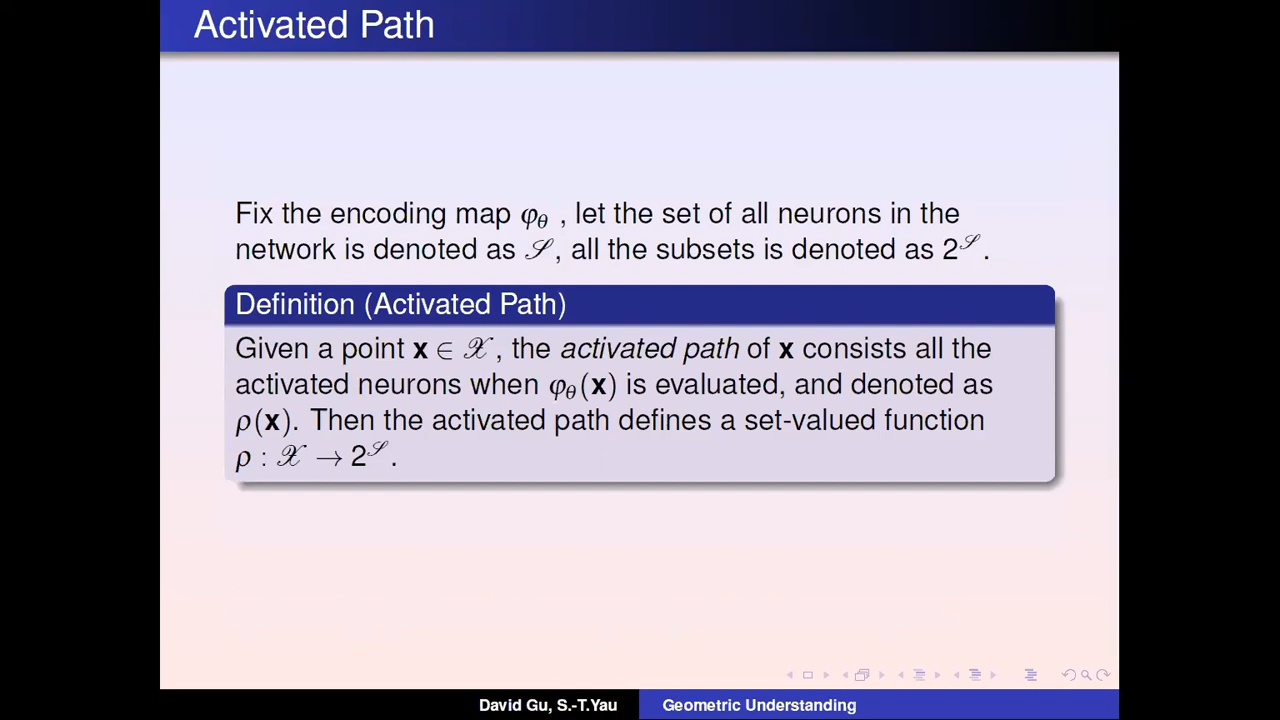 Activated Path
Fix the encoding map φθ , let the set of all neurons in the
network is denoted as 𝒮, all the subsets is denoted as 2^𝒮.
Definition (Activated Path)
Given a point x ∈ 𝒳, the activated path of x consists all the
activated neurons when φθ(x) is evaluated, and denoted as
ρ(x). Then the activated path defines a set-valued function
ρ : 𝒳 → 2^𝒮.
David Gu, S.-T.Yau
Geometric Understanding